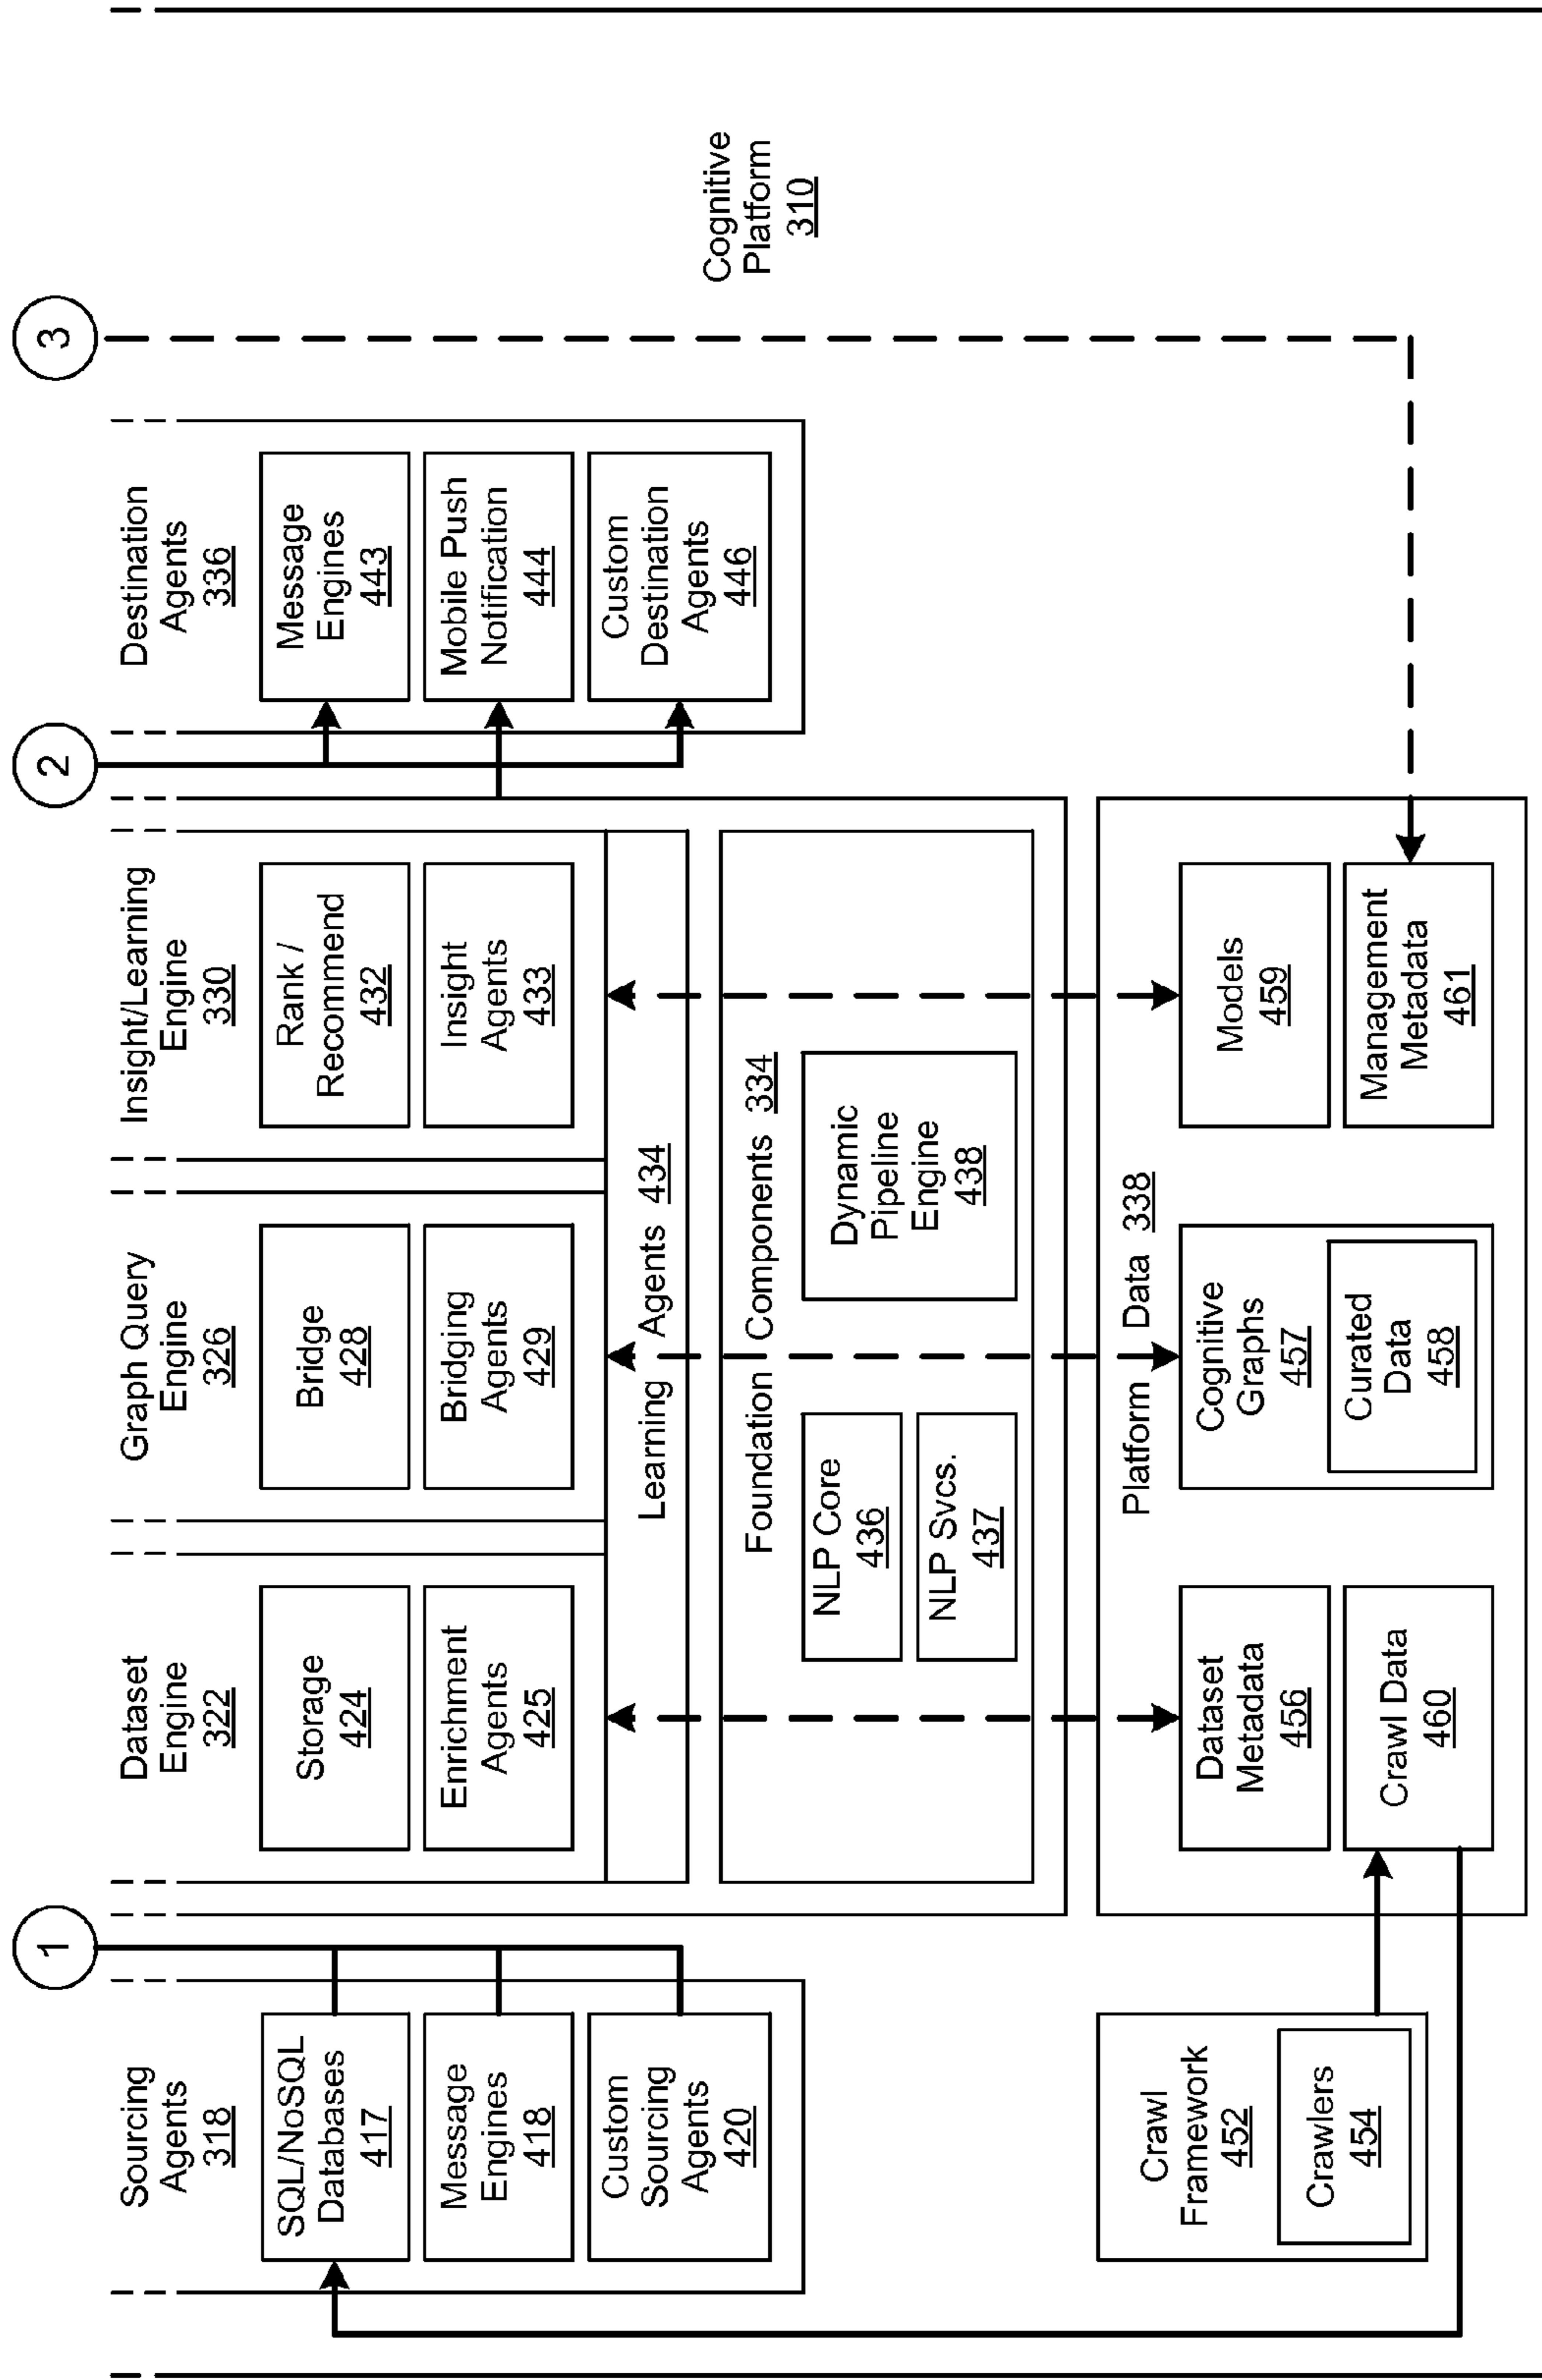 1
2
3
Sourcing
Agents
318
SQL/NoSQL
Databases
417
Message
Engines
418
Custom
Sourcing
Agents
420
Dataset
Engine
322
Storage
424
Enrichment
Agents
425
Graph Query
Engine
326
Bridge
428
Bridging
Agents
429
Insight/Learning
Engine
330
Rank /
Recommend
432
Insight
Agents
433
Learning Agents 434
Foundation Components 334
NLP Core
436
NLP Svcs.
437
Dynamic
Pipeline
Engine
438
Destination
Agents
336
Message
Engines
443
Mobile Push
Notification
444
Custom
Destination
Agents
446
Cognitive
Platform
310
Crawl
Framework
452
Crawlers
454
Platform Data 338
Dataset
Metadata
456
Crawl Data
460
Cognitive
Graphs
457
Curated
Data
458
Models
459
Management
Metadata
461